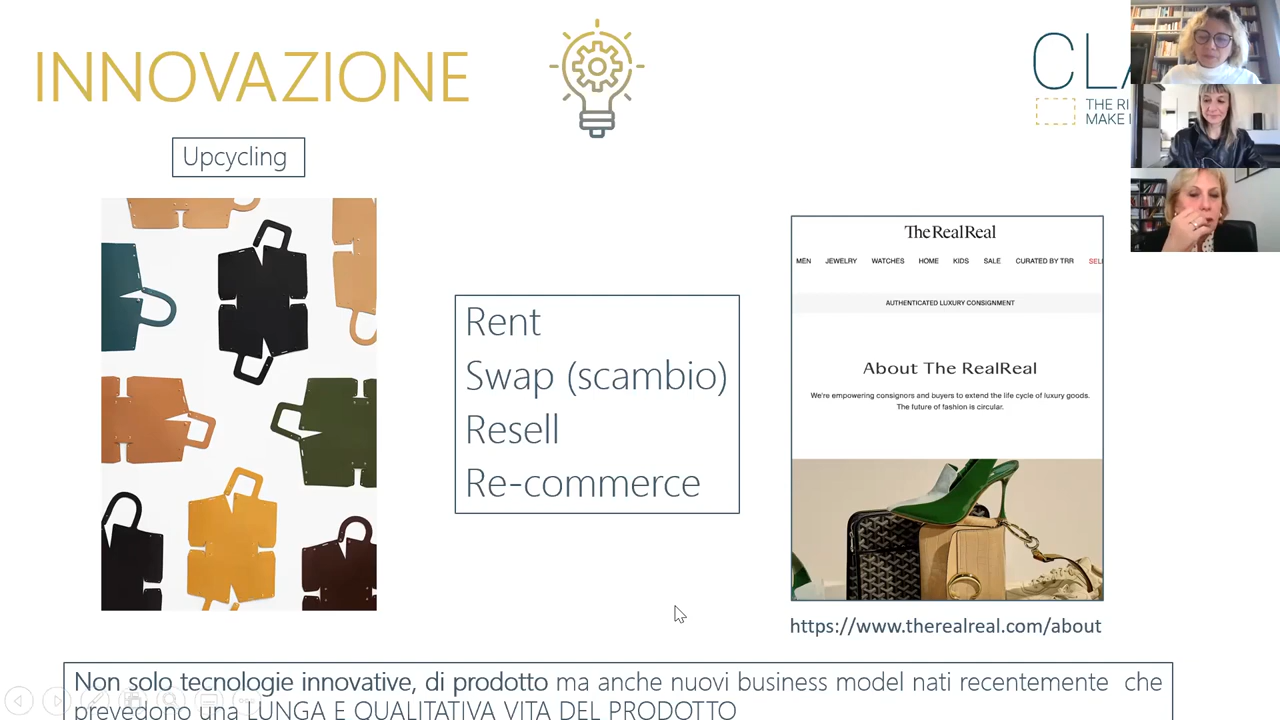 INNOVAZIONE
THE RI
MAKE
Upcycling
Rent
Swap (scambio)
Resell
Re-commerce
The RealReal
MEN JEWELRY WATCHES HOME KIDS SALE CURATED BY TRR
AUTHENTICATED LUXURY CONSIGNMENT
About The RealReal
We're empowering consignors and buyers to extend the life cycle of luxury goods.
The future of fashion is circular.
https://www.therealreal.com/about
Non solo tecnologie innovative, di prodotto ma anche nuovi business model nati recentemente che
prevedono una LUNGA E QUALITATIVA VITA DEL PRODOTTO